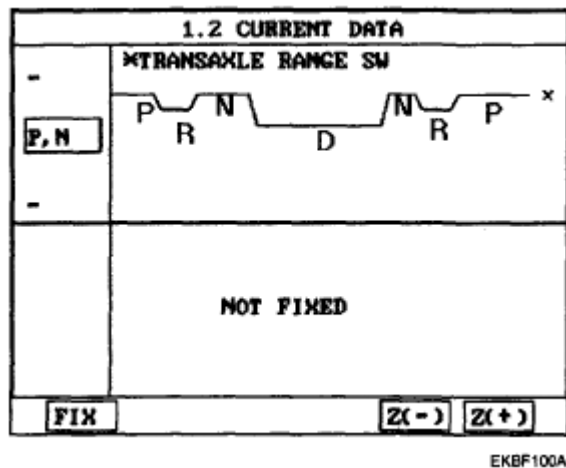 1.2 CURRENT DATA
*TRANSAXLE RANGE SW
-
P N N P ×
R D R
P, N
-
NOT FIXED
FIX Z(-) Z(+)
EKBF100A